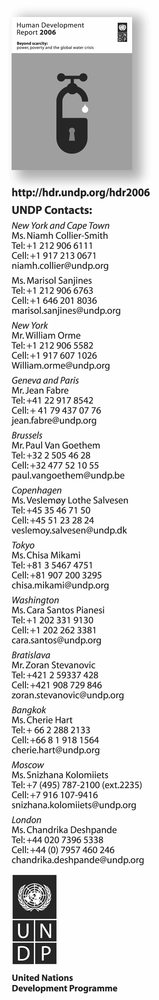 Human Development
Report 2006
Beyond scarcity:
power, poverty and the global water crisis
U N
D P
http://hdr.undp.org/hdr2006
UNDP Contacts:
New York and Cape Town
Ms. Niamh Collier-Smith
Tel: +1 212 906 6111
Cell: +1 917 213 0671
niamh.collier@undp.org
Ms. Marisol Sanjines
Tel: +1 212 906 6763
Cell: +1 646 201 8036
marisol.sanjines@undp.org
New York
Mr. William Orme
Tel: +1 212 906 5582
Cell: +1 917 607 1026
William.orme@undp.org
Geneva and Paris
Mr. Jean Fabre
Tel: +41 22 917 8542
Cell: + 41 79 437 07 76
jean.fabre@undp.org
Brussels
Mr. Paul Van Goethem
Tel: +32 2 505 46 28
Cell: +32 477 52 10 55
paul.vangoethem@undp.be
Copenhagen
Ms. Veslemøy Lothe Salvesen
Tel: +45 35 46 71 50
Cell: +45 51 23 28 24
veslemoy.salvesen@undp.dk
Tokyo
Ms. Chisa Mikami
Tel: +81 3 5467 4751
Cell: +81 907 200 3295
chisa.mikami@undp.org
Washington
Ms. Cara Santos Pianesi
Tel: +1 202 331 9130
Cell: +1 202 262 3381
cara.santos@undp.org
Bratislava
Mr. Zoran Stevanovic
Tel: +421 2 59337 428
Cell: +421 908 729 846
zoran.stevanovic@undp.org
Bangkok
Ms. Cherie Hart
Tel: + 66 2 288 2133
Cell: +66 8 1 918 1564
cherie.hart@undp.org
Moscow
Ms. Snizhana Kolomiiets
Tel: +7 (495) 787-2100 (ext.2235)
Cell: +7 916 107-9416
snizhana.kolomiiets@undp.org
London
Ms. Chandrika Deshpande
Tel: +44 020 7396 5338
Cell: +44 (0) 7957 460 246
chandrika.deshpande@undp.org
U N
D P
United Nations
Development Programme